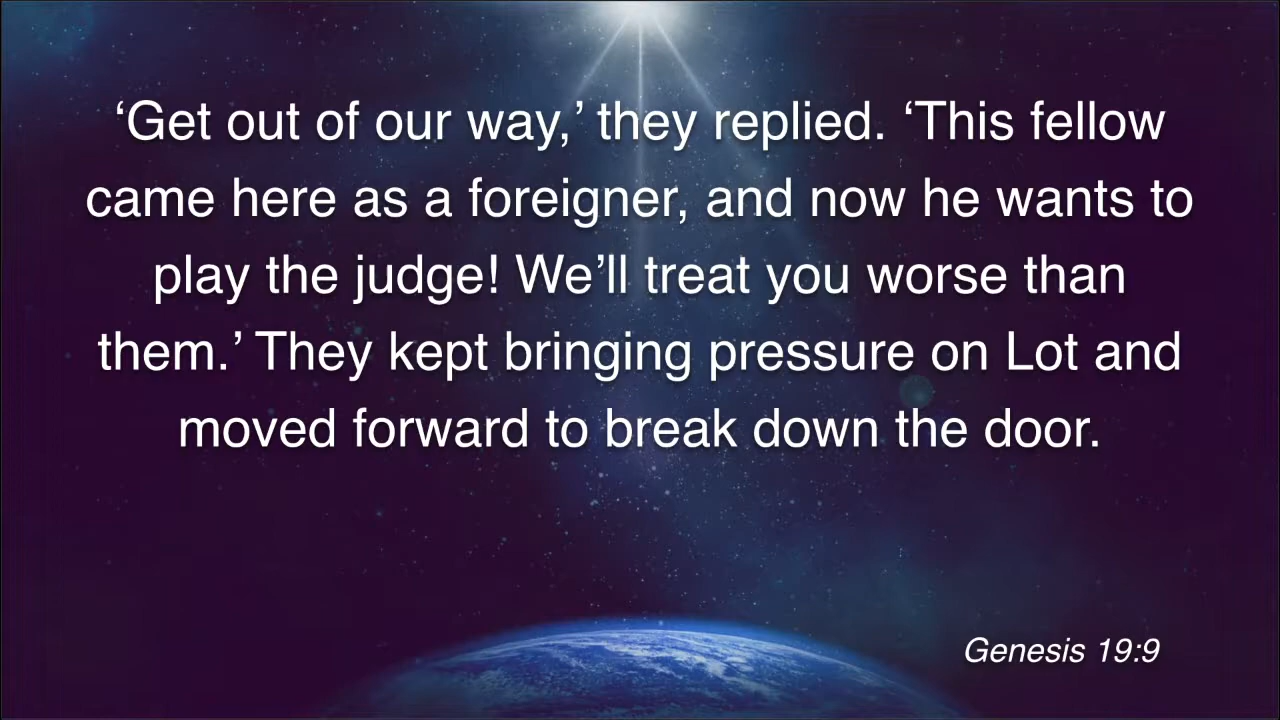 ‘Get out of our way,’ they replied. ‘This fellow
came here as a foreigner, and now he wants to
play the judge! We’ll treat you worse than
them.’ They kept bringing pressure on Lot and
moved forward to break down the door.
Genesis 19:9